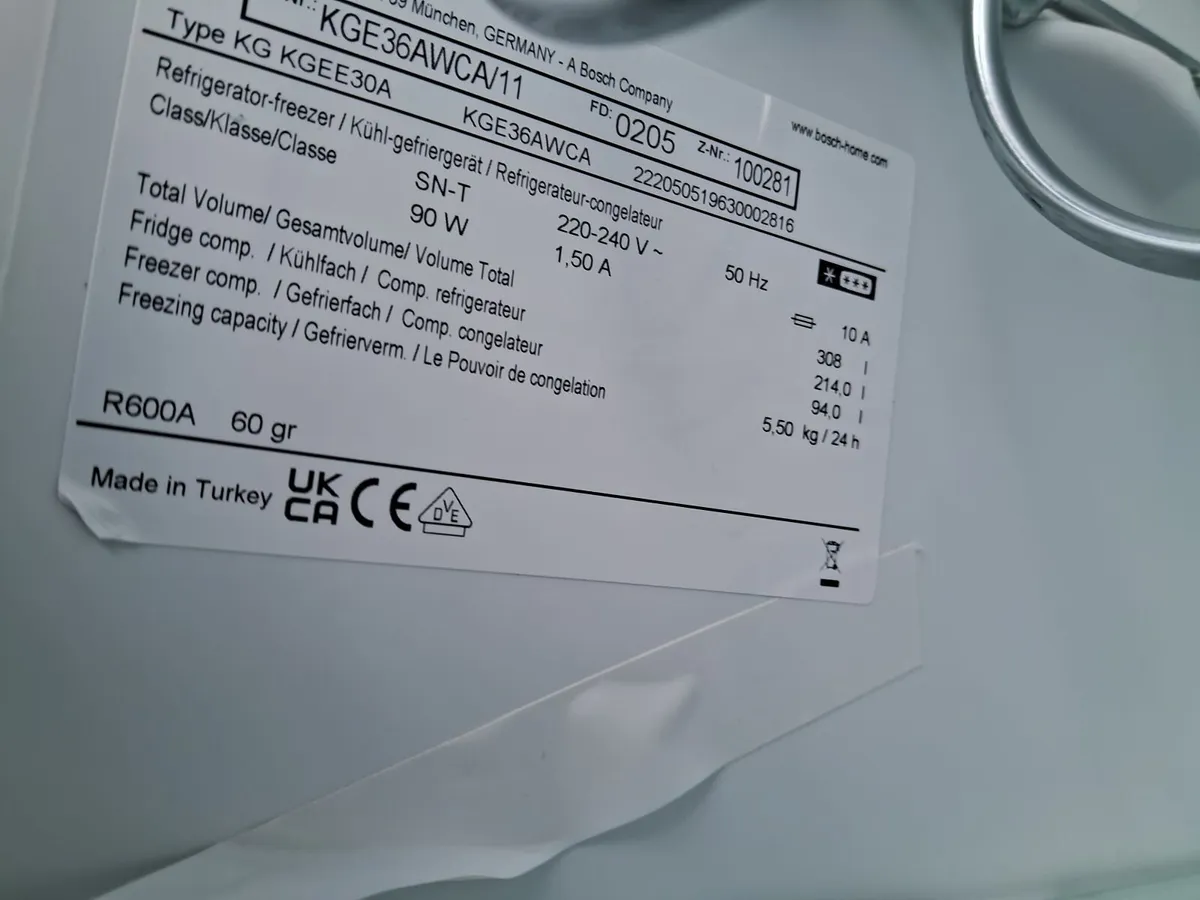 München, GERMANY - A Bosch Company
www.bosch-home.com
KGE36AWCA/11 FD: 0205 Z-Nr.: 100281
Type KG KGEE30A KGE36AWCA 222050519630002816
Refrigerator-freezer / Kühl-gefriergerät / Refrigerateur-congelateur
Class/Klasse/Classe SN-T 220-240 V ~ 50 Hz
90 W 1,50 A 10 A
Total Volume/ Gesamtvolume/ Volume Total 308 l
Fridge comp. / Kühlfach / Comp. refrigerateur 214,0 l
Freezer comp. / Gefrierfach / Comp. congelateur 94,0 l
Freezing capacity / Gefrierverm. / Le Pouvoir de congelation 5,50 kg / 24 h
R600A 60 gr
Made in Turkey UK CA CE DVE